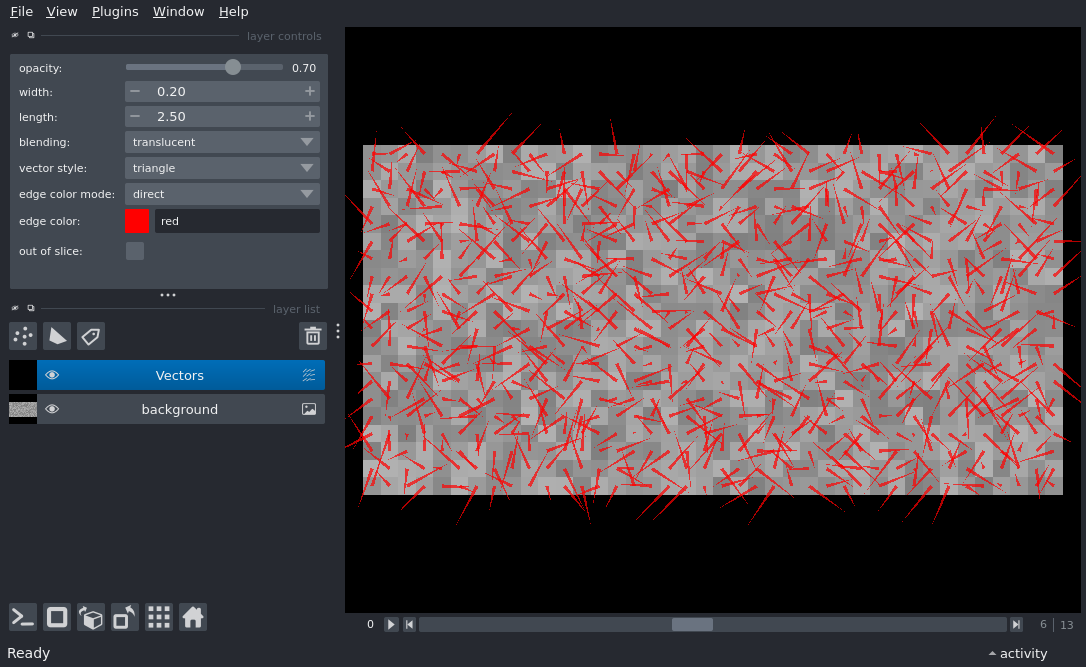 File View Plugins Window Help
layer controls
opacity: 0.70
width: − 0.20 +
length: − 2.50 +
blending: translucent
vector style: triangle
edge color mode: direct
edge color: red
out of slice:
layer list
Vectors
background
0 6 | 13
Ready activity